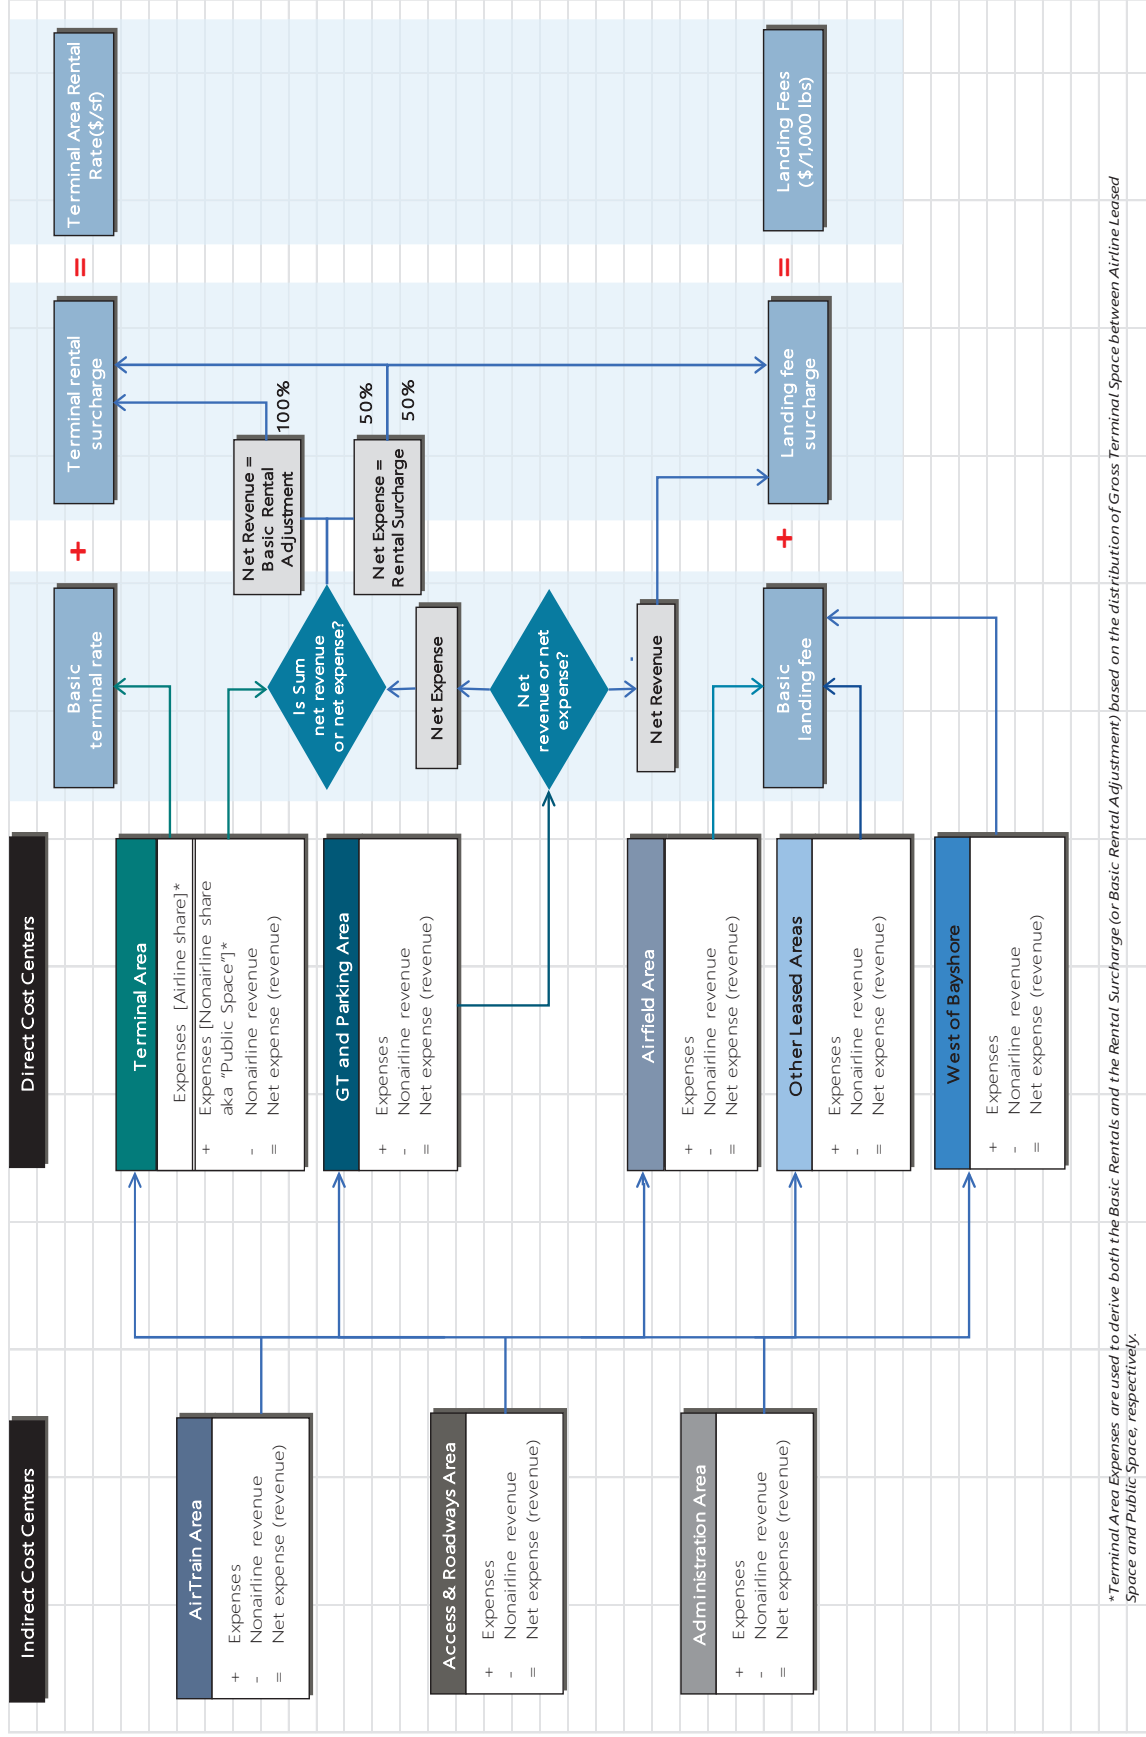 Indirect Cost Centers
AirTrain Area
+ Expenses
- Nonairline revenue
= Net expense (revenue)
Access & Roadways Area
+ Expenses
- Nonairline revenue
= Net expense (revenue)
Administration Area
+ Expenses
- Nonairline revenue
= Net expense (revenue)
Direct Cost Centers
Terminal Area
Expenses [Airline share]*
+ Expenses [Nonairline share
aka "Public Space"]*
- Nonairline revenue
= Net expense (revenue)
GT and Parking Area
+ Expenses
- Nonairline revenue
= Net expense (revenue)
Airfield Area
+ Expenses
- Nonairline revenue
= Net expense (revenue)
Other Leased Areas
+ Expenses
- Nonairline revenue
= Net expense (revenue)
West of Bayshore
+ Expenses
- Nonairline revenue
= Net expense (revenue)
Basic
terminal rate
Is Sum
net revenue
or net expense?
Net Expense
Net
revenue or net
expense?
Net Revenue
Basic
landing fee
+
+
Net Revenue =
Basic Rental
Adjustment
100%
Net Expense =
Rental Surcharge
50%
50%
Terminal rental
surcharge
Landing fee
surcharge
=
=
Terminal Area Rental
Rate($/sf)
Landing Fees
($/1,000 lbs)
*Terminal Area Expenses are used to derive both the Basic Rentals and the Rental Surcharge (or Basic Rental Adjustment) based on the distribution of Gross Terminal Space between Airline Leased
Space and Public Space, respectively.